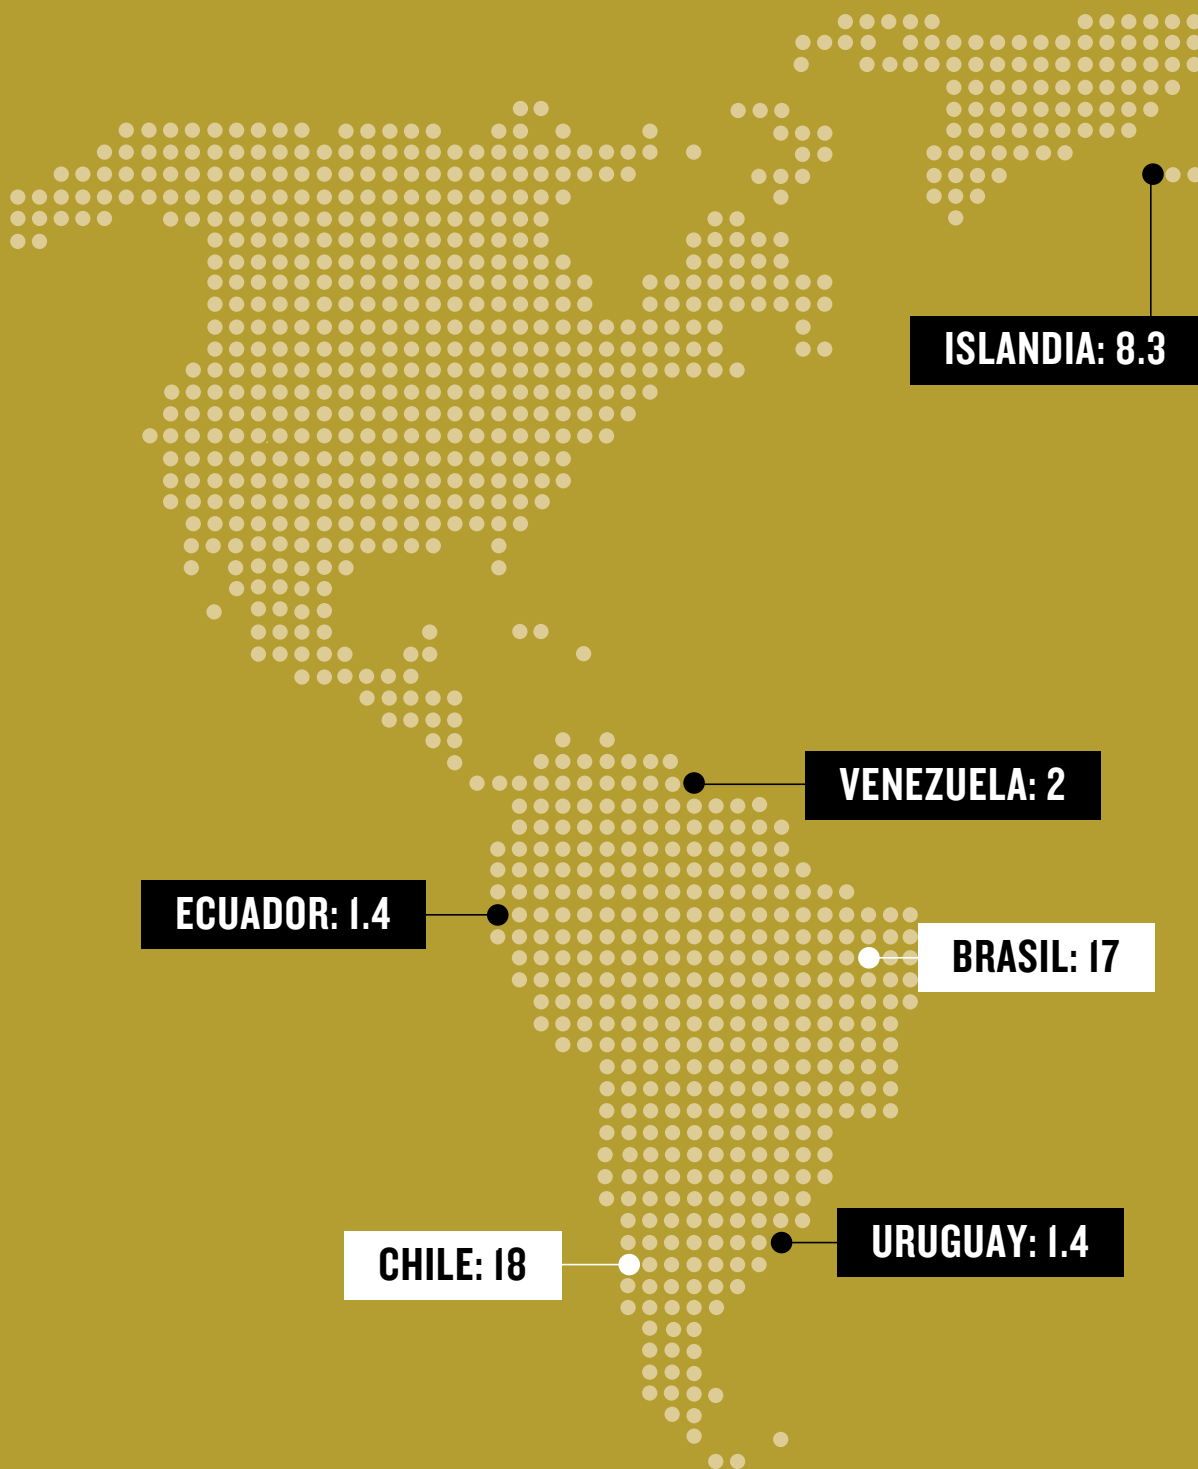 ISLANDIA: 8.3
VENEZUELA: 2
ECUADOR: 1.4
BRASIL: 17
URUGUAY: 1.4
CHILE: 18